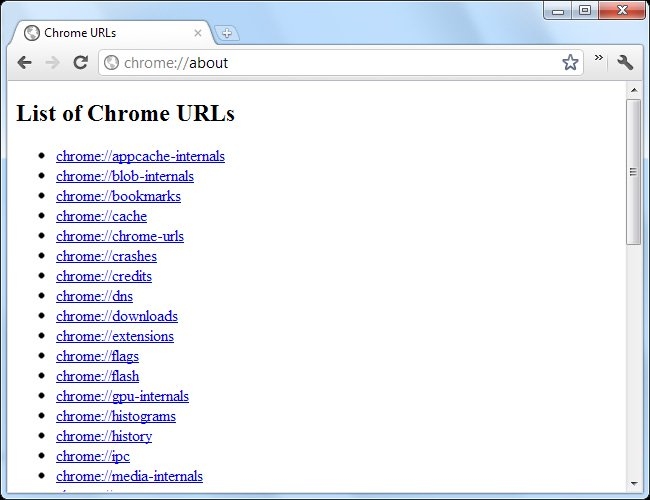 Chrome URLs
chrome://about
List of Chrome URLs
chrome://appcache-internals
chrome://blob-internals
chrome://bookmarks
chrome://cache
chrome://chrome-urls
chrome://crashes
chrome://credits
chrome://dns
chrome://downloads
chrome://extensions
chrome://flags
chrome://flash
chrome://gpu-internals
chrome://histograms
chrome://history
chrome://ipc
chrome://media-internals